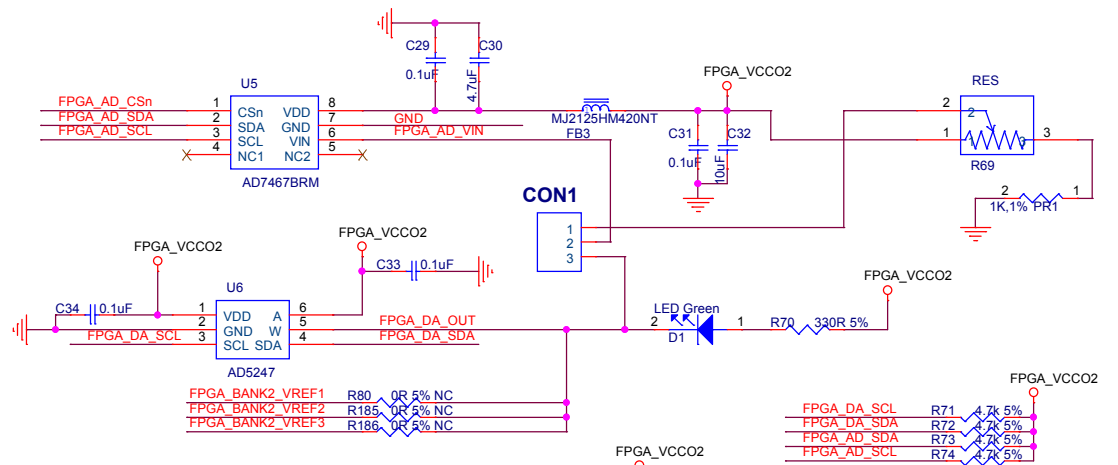 C29
0.1uF
C30
4.7uF
FPGA_VCCO2
RES
U5
FPGA_AD_CSn
FPGA_AD_SDA
FPGA_AD_SCL
1
2
3
4
CSn
SDA
SCL
NC1
VDD
GND
VIN
NC2
8
7
6
5
GND
FPGA_AD_VIN
AD7467BRM
MJ2125HM420NT
FB3
C31
0.1uF
C32
10uF
2
1
2
1
3
3
R69
2
1
1K,1% PR1
CON1
1
2
3
FPGA_VCCO2
FPGA_VCCO2
C33
0.1uF
C34
0.1uF
U6
FPGA_DA_SCL
1
2
3
VDD
GND
SCL
A
W
SDA
6
5
4
FPGA_DA_OUT
FPGA_DA_SDA
AD5247
FPGA_VCCO2
LED Green
2
D1
1
R70
330R 5%
FPGA_BANK2_VREF1
R80
0R 5% NC
FPGA_BANK2_VREF2
R185
0R 5% NC
FPGA_BANK2_VREF3
R186
0R 5% NC
FPGA_VCCO2
FPGA_DA_SCL
R71
4.7k 5%
FPGA_DA_SDA
R72
4.7k 5%
FPGA_AD_SDA
R73
4.7k 5%
FPGA_AD_SCL
R74
4.7k 5%
FPGA_VCCO2